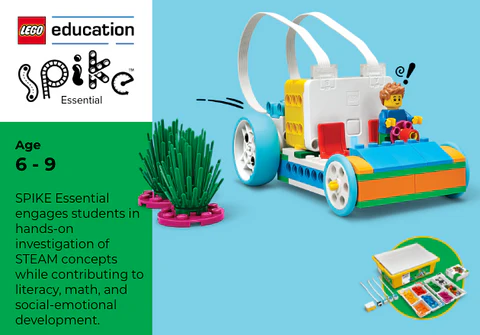 LEGO education
spike™
Essential
Age
6 - 9
SPIKE Essential
engages students in
hands-on
investigation of
STEAM concepts
while contributing to
literacy, math, and
social-emotional
development.
?!